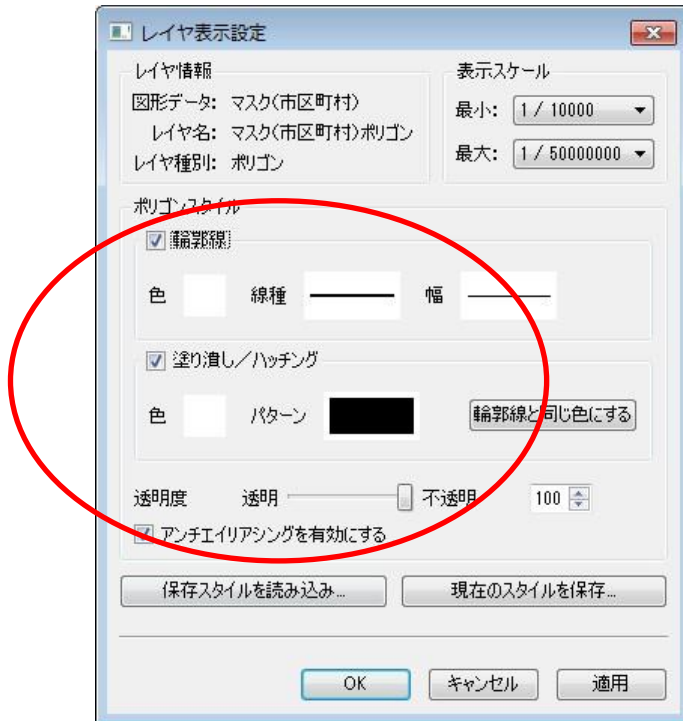 レイヤ表示設定
レイヤ情報
図形データ: マスク(市区町村)
レイヤ名: マスク(市区町村)ポリゴン
レイヤ種別: ポリゴン
表示スケール
最小: 1 / 10000
最大: 1 / 50000000
ポリゴンスタイル
輪郭線
色 線種 幅
塗り潰し/ハッチング
色 パターン 輪郭線と同じ色にする
透明度 透明 不透明 100
アンチエイリアシングを有効にする
保存スタイルを読み込み... 現在のスタイルを保存...
OK キャンセル 適用